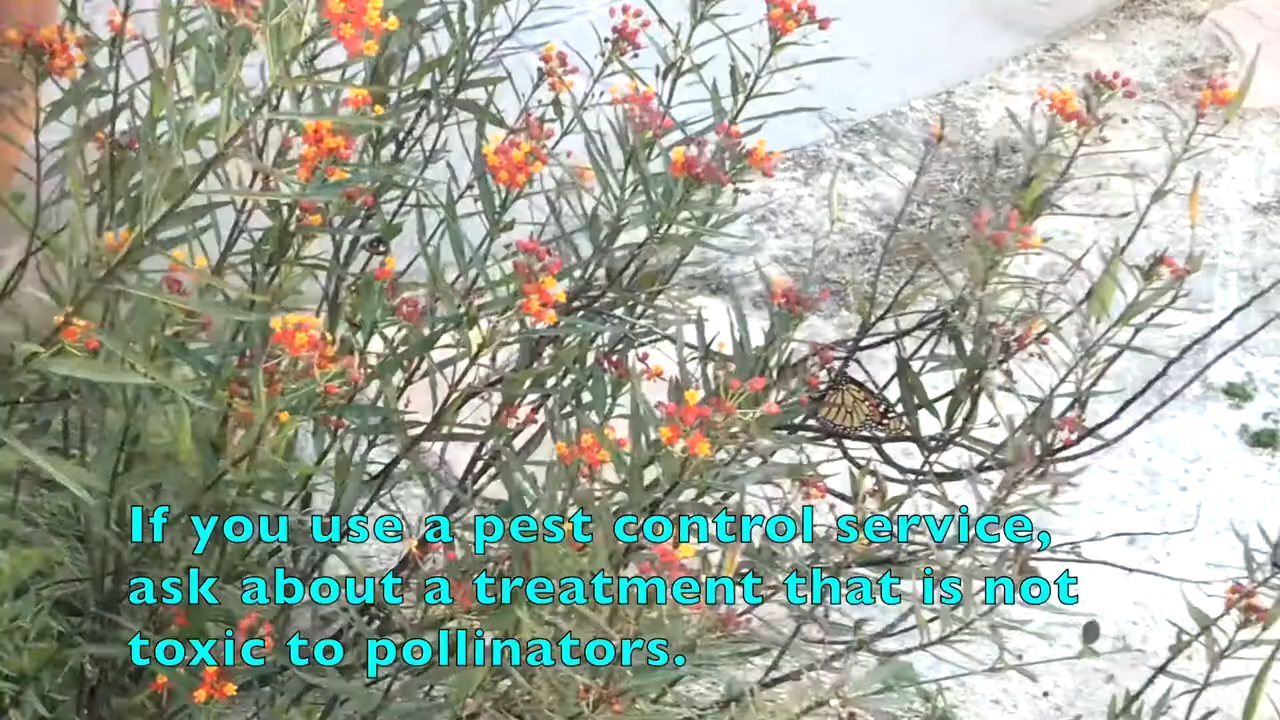 If you use a pest control service,
ask about a treatment that is not
toxic to pollinators.